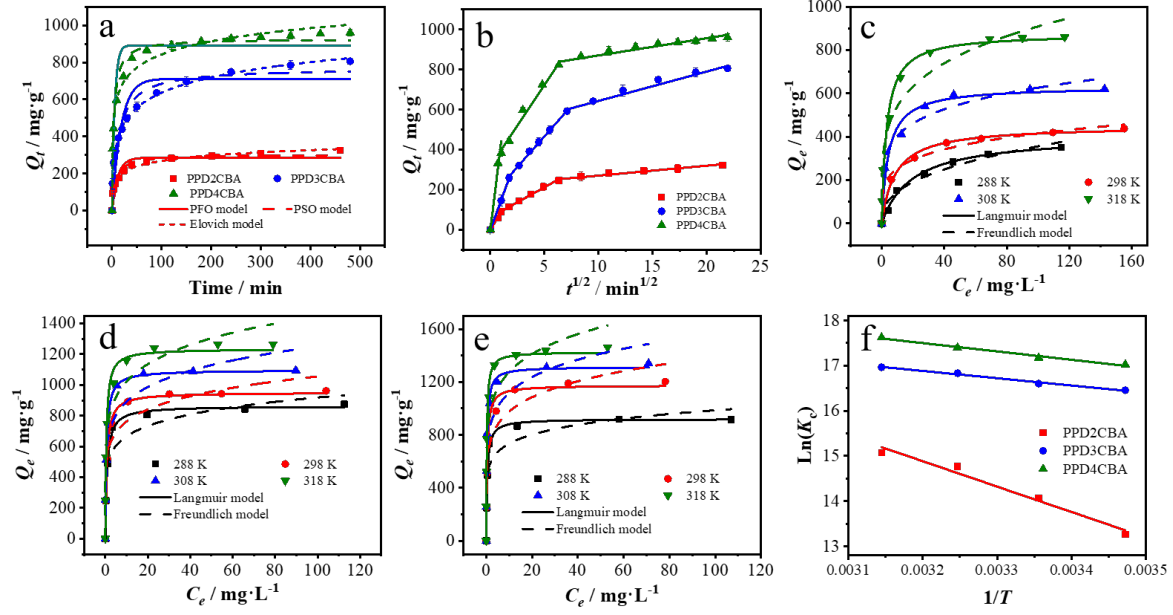 a
Q_t / mg·g⁻¹
1000
800
600
400
200
0
PPD2CBA
PPD3CBA
PPD4CBA
PFO model
PSO model
Elovich model
0 120 240 360 480 600
Time / min
b
Q_t / mg·g⁻¹
1200
1000
800
600
400
200
0
PPD2CBA
PPD3CBA
PPD4CBA
0 5 10 15 20 25
t^1/2 / min^1/2
c
Q_e / mg·g⁻¹
800
600
400
200
0
288 K
298 K
308 K
318 K
Langmuir model
Freundlich model
0 40 80 120 160
C_e / mg·L⁻¹
d
Q_e / mg·g⁻¹
1400
1200
1000
800
600
400
200
0
288 K
298 K
308 K
318 K
Langmuir model
Freundlich model
0 20 40 60 80 100 120
C_e / mg·L⁻¹
e
Q_e / mg·g⁻¹
1600
1200
800
400
0
288 K
298 K
308 K
318 K
Langmuir model
Freundlich model
0 20 40 60 80 100 120
C_e / mg·L⁻¹
f
Ln(K_c)
18
17
16
15
14
13
PPD2CBA
PPD3CBA
PPD4CBA
0.0031 0.0032 0.0033 0.0034 0.0035
1/T